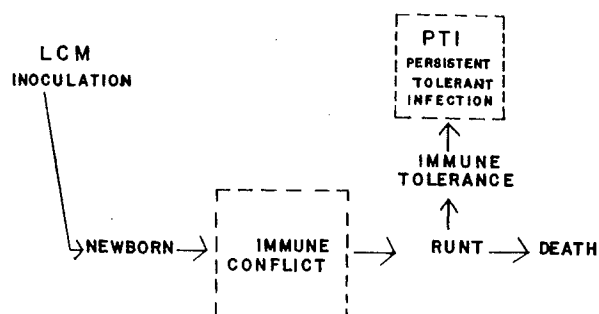 LCM
INOCULATION
PTI
PERSISTENT
TOLERANT
INFECTION
IMMUNE
TOLERANCE
NEWBORN
IMMUNE
CONFLICT
RUNT
DEATH